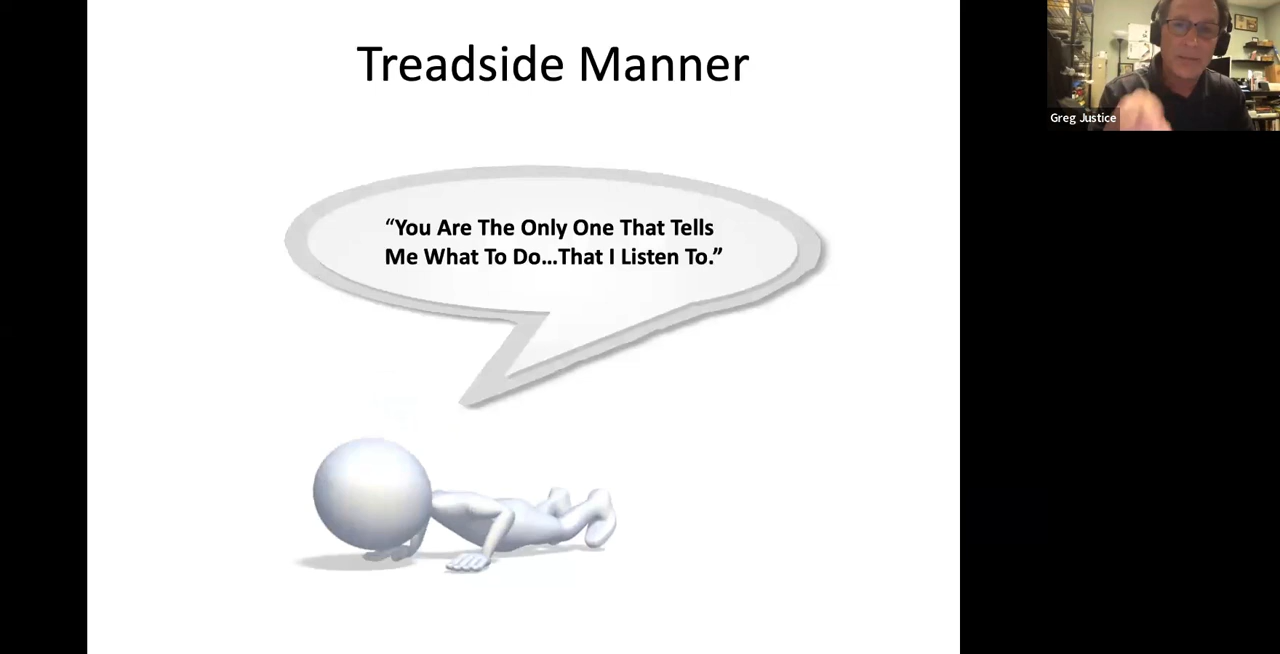 Treadside Manner
“You Are The Only One That Tells
Me What To Do...That I Listen To.”
Greg Justice